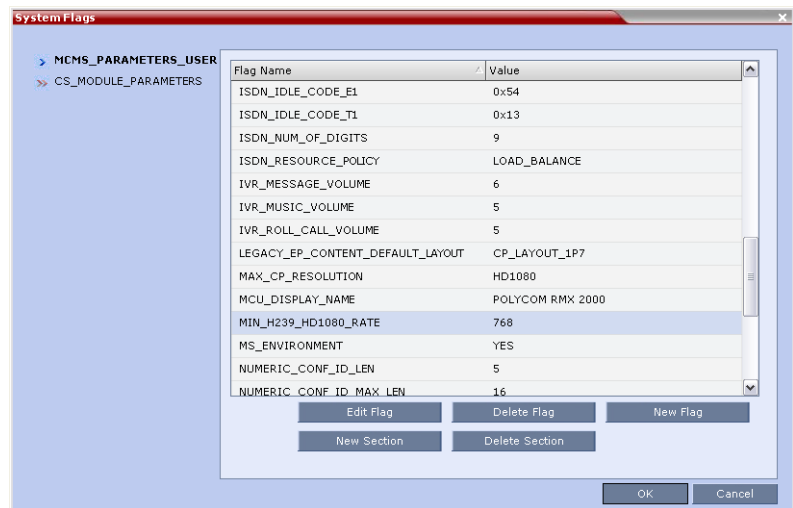 System Flags
MCMS_PARAMETERS_USER
CS_MODULE_PARAMETERS
Flag Name Value
ISDN_IDLE_CODE_E1 0x54
ISDN_IDLE_CODE_T1 0x13
ISDN_NUM_OF_DIGITS 9
ISDN_RESOURCE_POLICY LOAD_BALANCE
IVR_MESSAGE_VOLUME 6
IVR_MUSIC_VOLUME 5
IVR_ROLL_CALL_VOLUME 5
LEGACY_EP_CONTENT_DEFAULT_LAYOUT CP_LAYOUT_1P7
MAX_CP_RESOLUTION HD1080
MCU_DISPLAY_NAME POLYCOM RMX 2000
MIN_H239_HD1080_RATE 768
MS_ENVIRONMENT YES
NUMERIC_CONF_ID_LEN 5
NUMERIC_CONF_ID_MAX_LEN 16
Edit Flag Delete Flag New Flag
New Section Delete Section
OK Cancel